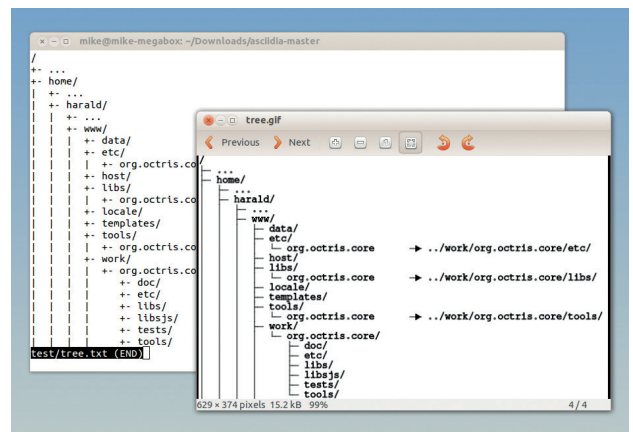 mike@mike-megabox: ~/Downloads/asciidia-master
/
+- ...
+- home/
|  +- ...
|  +- harald/
|  |  +- ...
|  |  +- www/
|  |  |  +- data/
|  |  |  +- etc/
|  |  |  |  +- org.octris.co
|  |  |  +- host/
|  |  |  +- libs/
|  |  |  |  +- org.octris.co
|  |  |  +- locale/
|  |  |  +- templates/
|  |  |  +- tools/
|  |  |  |  +- org.octris.co
|  |  |  +- work/
|  |  |  |  +- org.octris.co
|  |  |  |     +- doc/
|  |  |  |     +- etc/
|  |  |  |     +- libs/
|  |  |  |     +- libsjs/
|  |  |  |     +- tests/
|  |  |  |     +- tools/
test/tree.txt (END)
tree.gif
Previous Next
/
├─ ...
├─ home/
│  ├─ ...
│  ├─ harald/
│  │  ├─ ...
│  │  ├─ www/
│  │  │  ├─ data/
│  │  │  ├─ etc/
│  │  │  │  └─ org.octris.core → ../work/org.octris.core/etc/
│  │  │  ├─ host/
│  │  │  ├─ libs/
│  │  │  │  └─ org.octris.core → ../work/org.octris.core/libs/
│  │  │  ├─ locale/
│  │  │  ├─ templates/
│  │  │  ├─ tools/
│  │  │  │  └─ org.octris.core → ../work/org.octris.core/tools/
│  │  │  ├─ work/
│  │  │  │  └─ org.octris.core/
│  │  │  │     ├─ doc/
│  │  │  │     ├─ etc/
│  │  │  │     ├─ libs/
│  │  │  │     ├─ libsjs/
│  │  │  │     ├─ tests/
│  │  │  │     └─ tools/
629 × 374 pixels 15.2 kB 99% 4 / 4